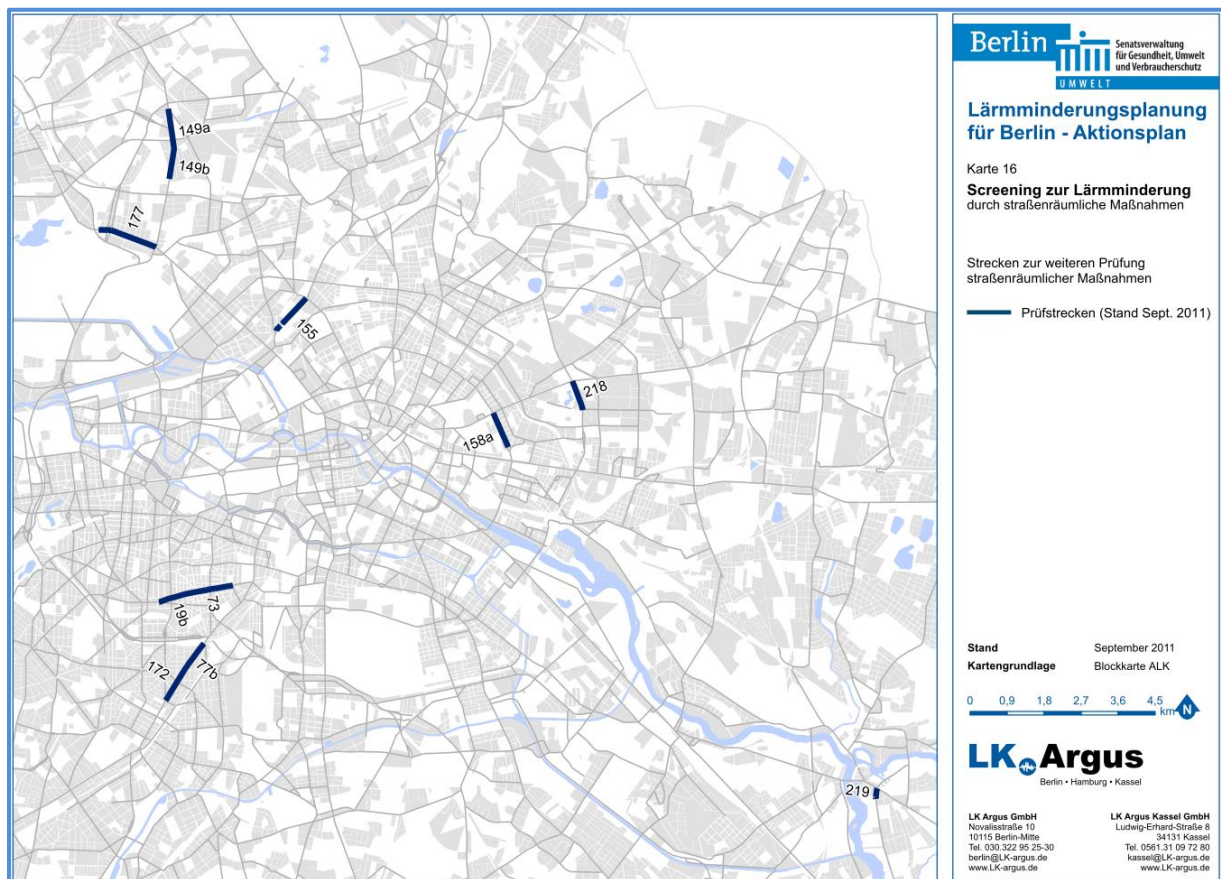 149a
149b
177
155
218
158a
73
19b
172
77b
219
Berlin
Senatsverwaltung
für Gesundheit, Umwelt
und Verbraucherschutz
UMWELT
Lärmminderungsplanung
für Berlin - Aktionsplan
Karte 16
Screening zur Lärmminderung
durch straßenräumliche Maßnahmen
Strecken zur weiteren Prüfung
straßenräumlicher Maßnahmen
Prüfstrecken (Stand Sept. 2011)
Stand September 2011
Kartengrundlage Blockkarte ALK
0 0,9 1,8 2,7 3,6 4,5
km N
LK Argus
Berlin • Hamburg • Kassel
LK Argus GmbH
Novalisstraße 10
10115 Berlin-Mitte
Tel. 030.322 95 25-30
berlin@LK-argus.de
www.LK-argus.de
LK Argus Kassel GmbH
Ludwig-Erhard-Straße 8
34131 Kassel
Tel. 0561.31 09 72 80
kassel@LK-argus.de
www.LK-argus.de